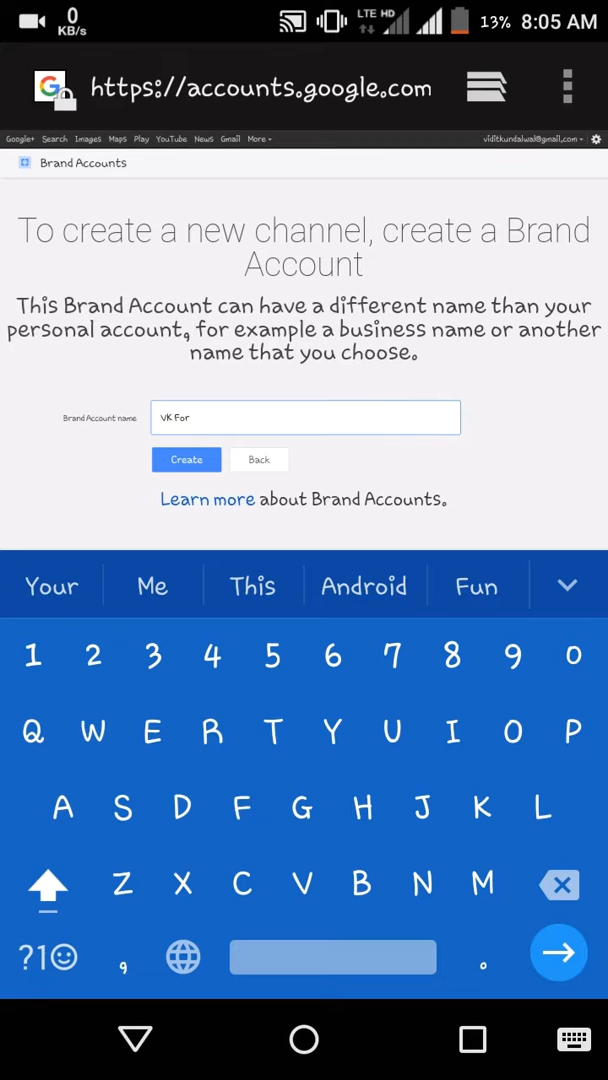 0 KB/s LTE HD 13% 8:05 AM
https://accounts.google.com
Google+ Search Images Maps Play YouTube News Gmail More viditkundalwal@gmail.com
Brand Accounts
To create a new channel, create a Brand
Account
This Brand Account can have a different name than your
personal account, for example a business name or another
name that you choose.
Brand Account name VK For
Create Back
Learn more about Brand Accounts.
Your Me This Android Fun
1 2 3 4 5 6 7 8 9 0
Q W E R T Y U I O P
A S D F G H J K L
Z X C V B N M
?1☺ , .